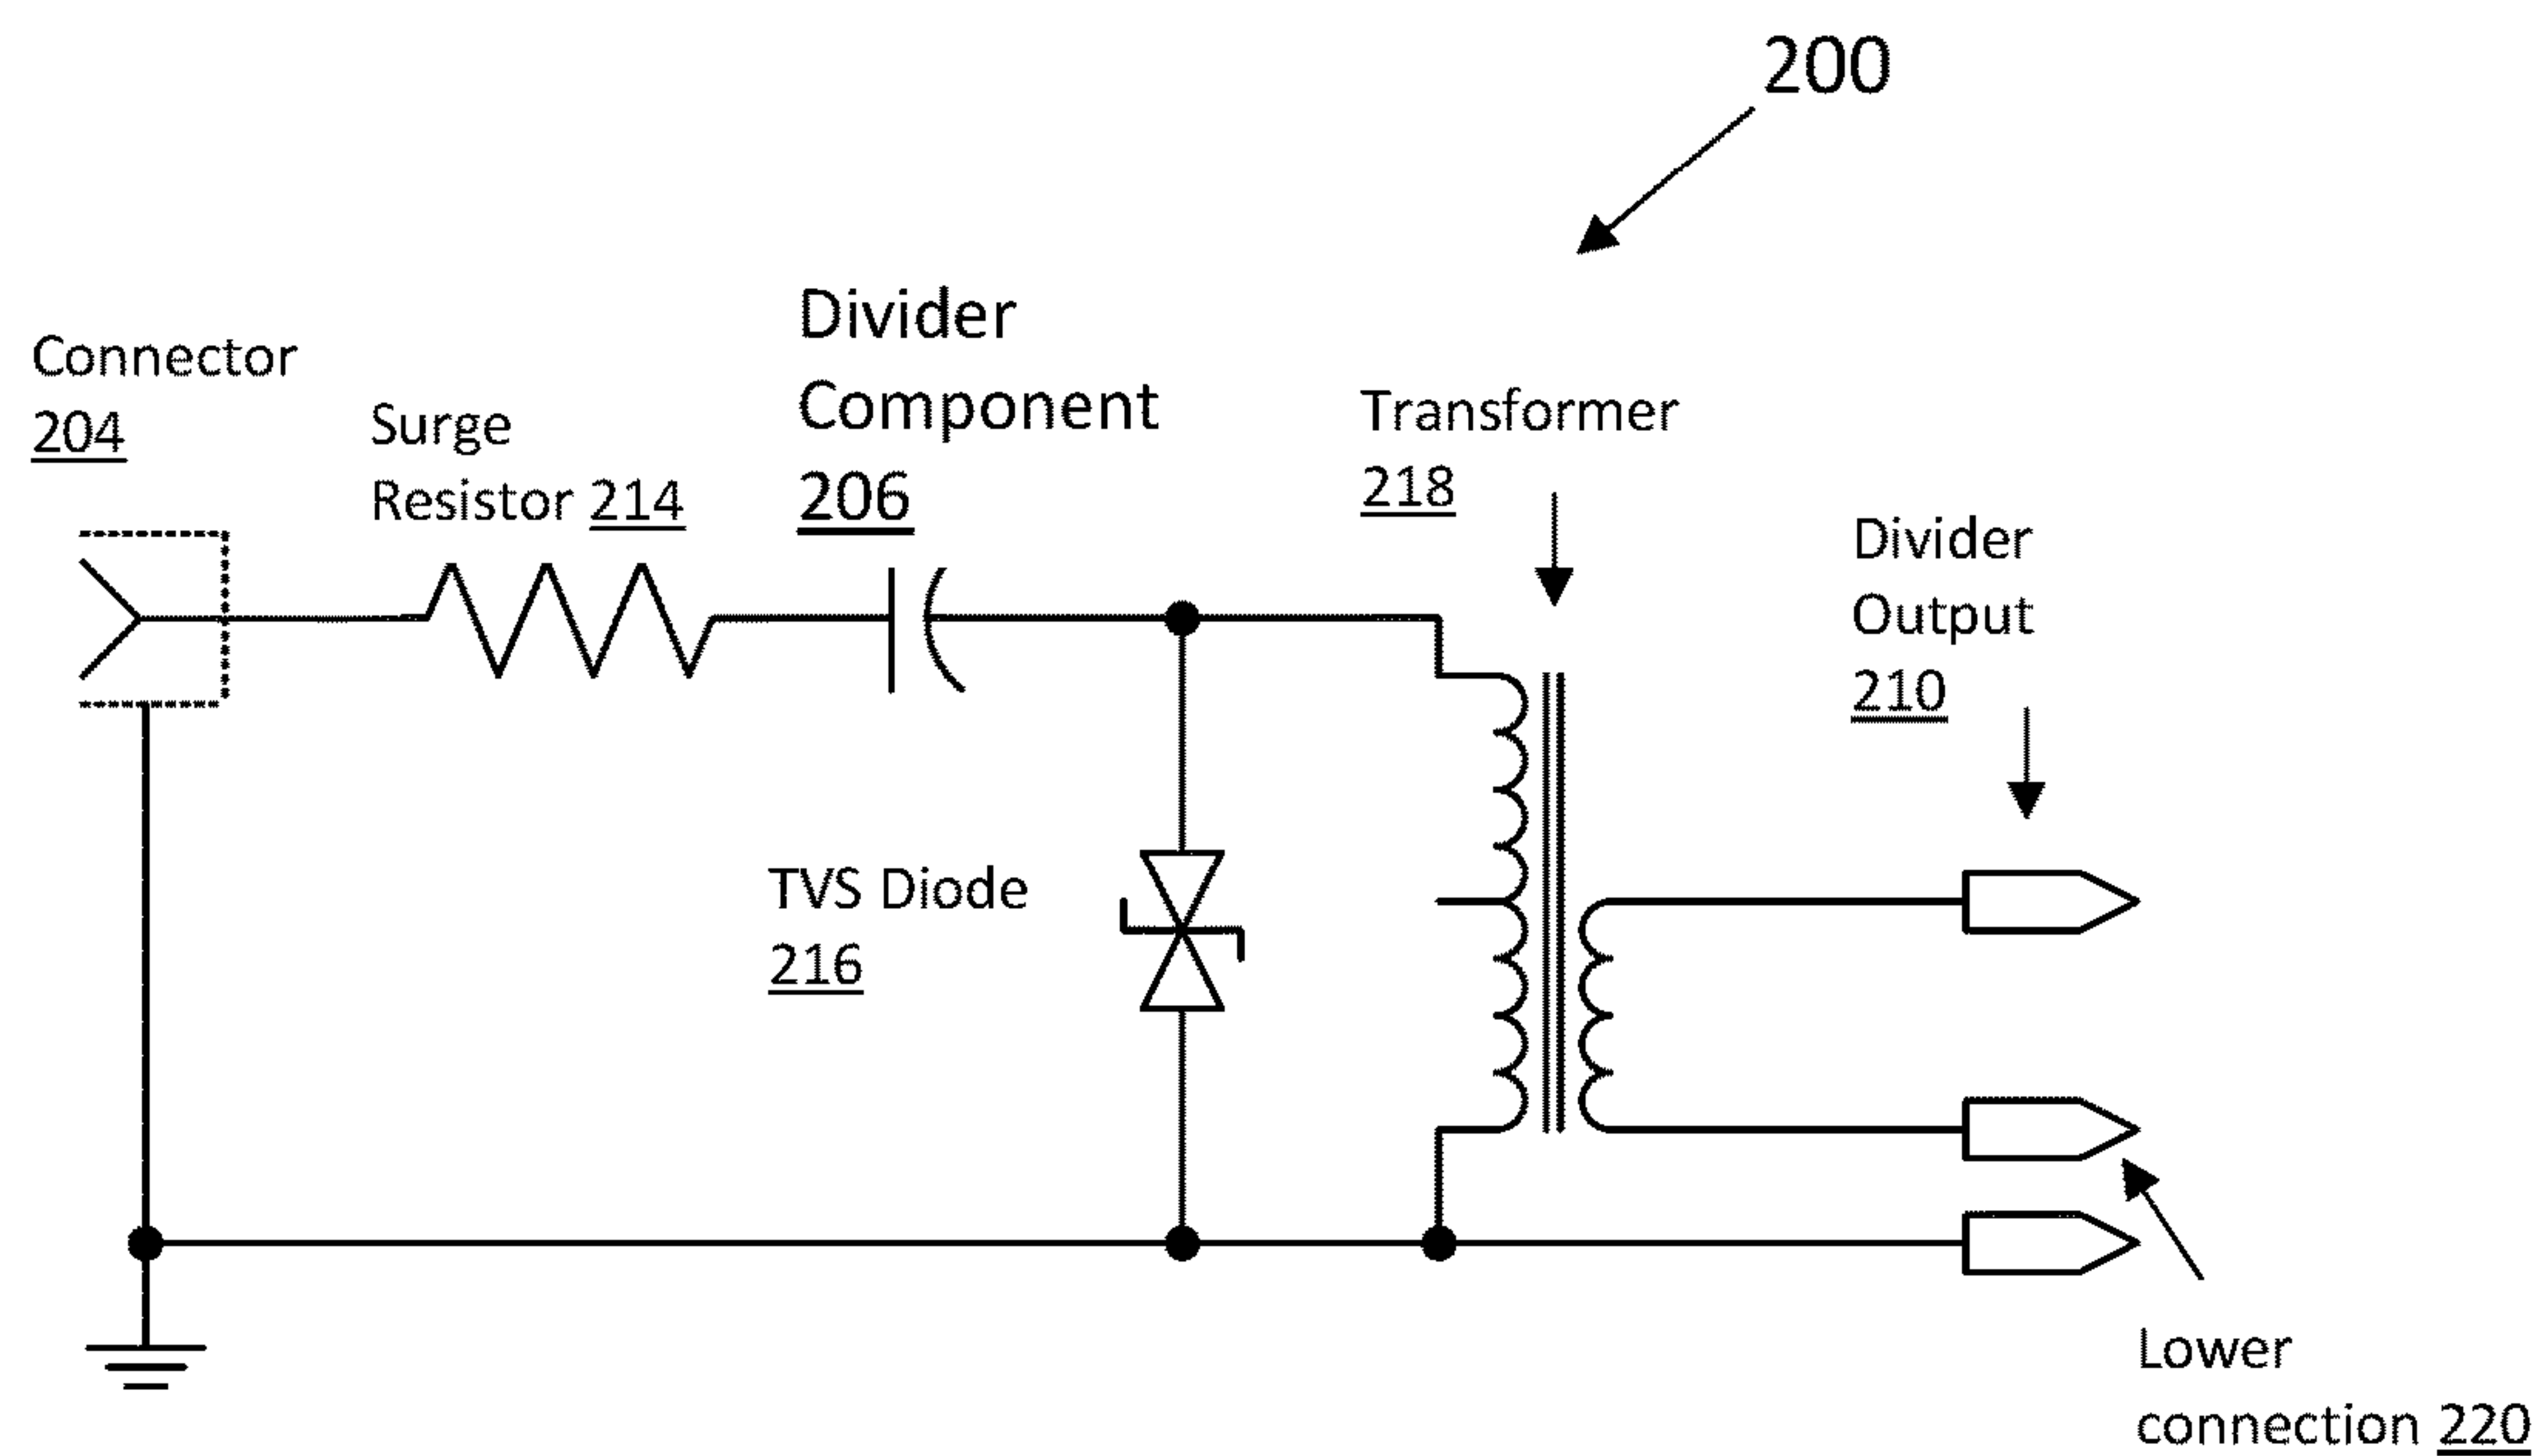 200
Connector
204
Surge
Resistor 214
Divider
Component
206
Transformer
218
Divider
Output
210
TVS Diode
216
Lower
connection 220